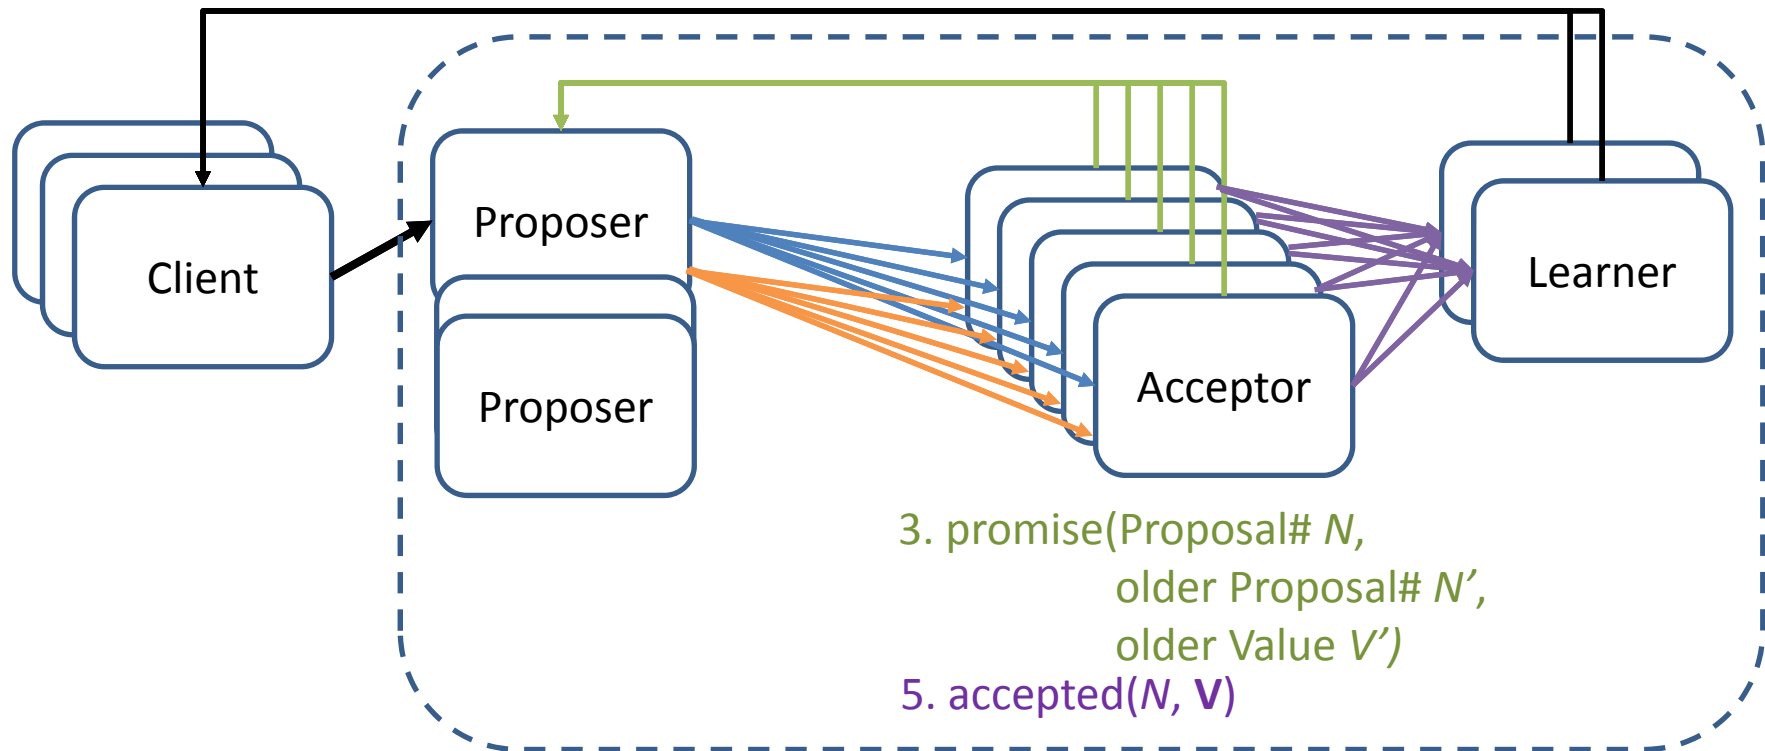 Client
Proposer
Proposer
Acceptor
Learner
3. promise(Proposal# N,
older Proposal# N’,
older Value V’)
5. accepted(N, V)